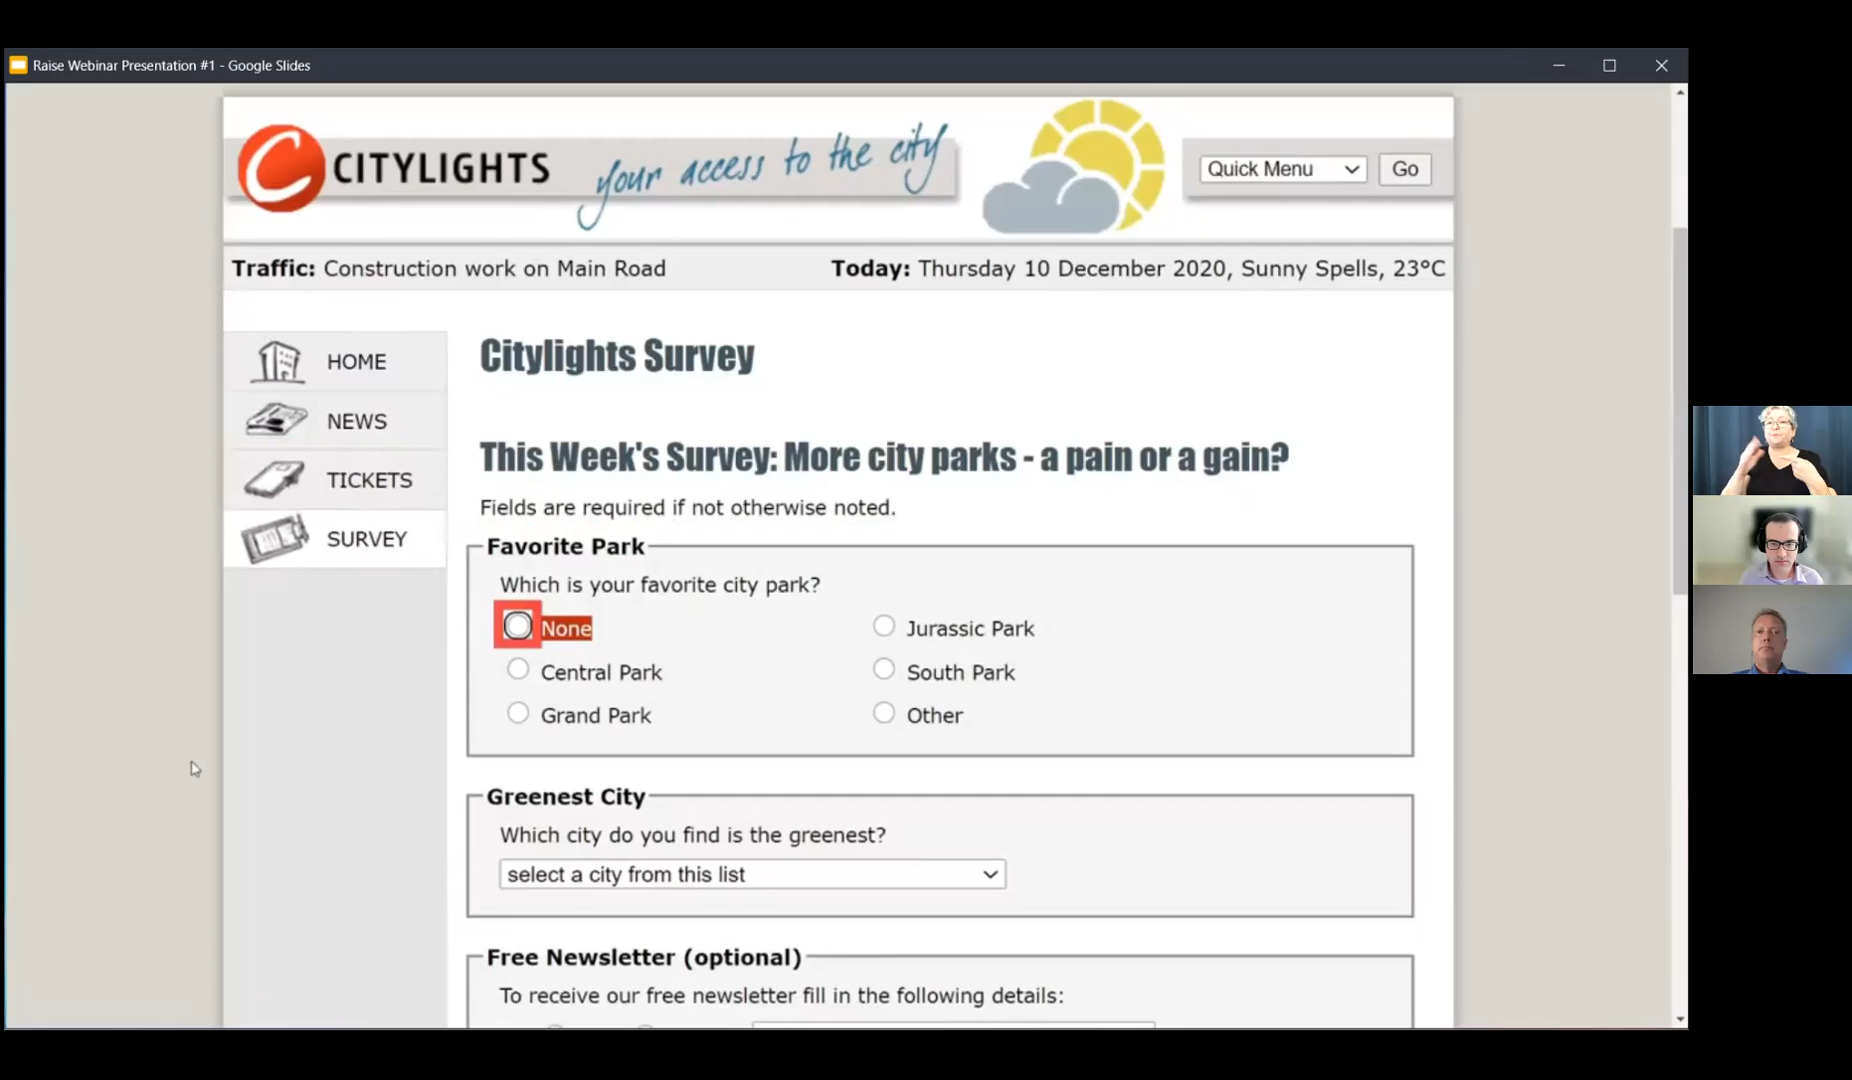 Raise Webinar Presentation #1 - Google Slides
CITYLIGHTS
your access to the city
Quick Menu
Go
Traffic: Construction work on Main Road
Today: Thursday 10 December 2020, Sunny Spells, 23°C
HOME
NEWS
TICKETS
SURVEY
Citylights Survey
This Week's Survey: More city parks - a pain or a gain?
Fields are required if not otherwise noted.
Favorite Park
Which is your favorite city park?
None
Jurassic Park
Central Park
South Park
Grand Park
Other
Greenest City
Which city do you find is the greenest?
select a city from this list
Free Newsletter (optional)
To receive our free newsletter fill in the following details: